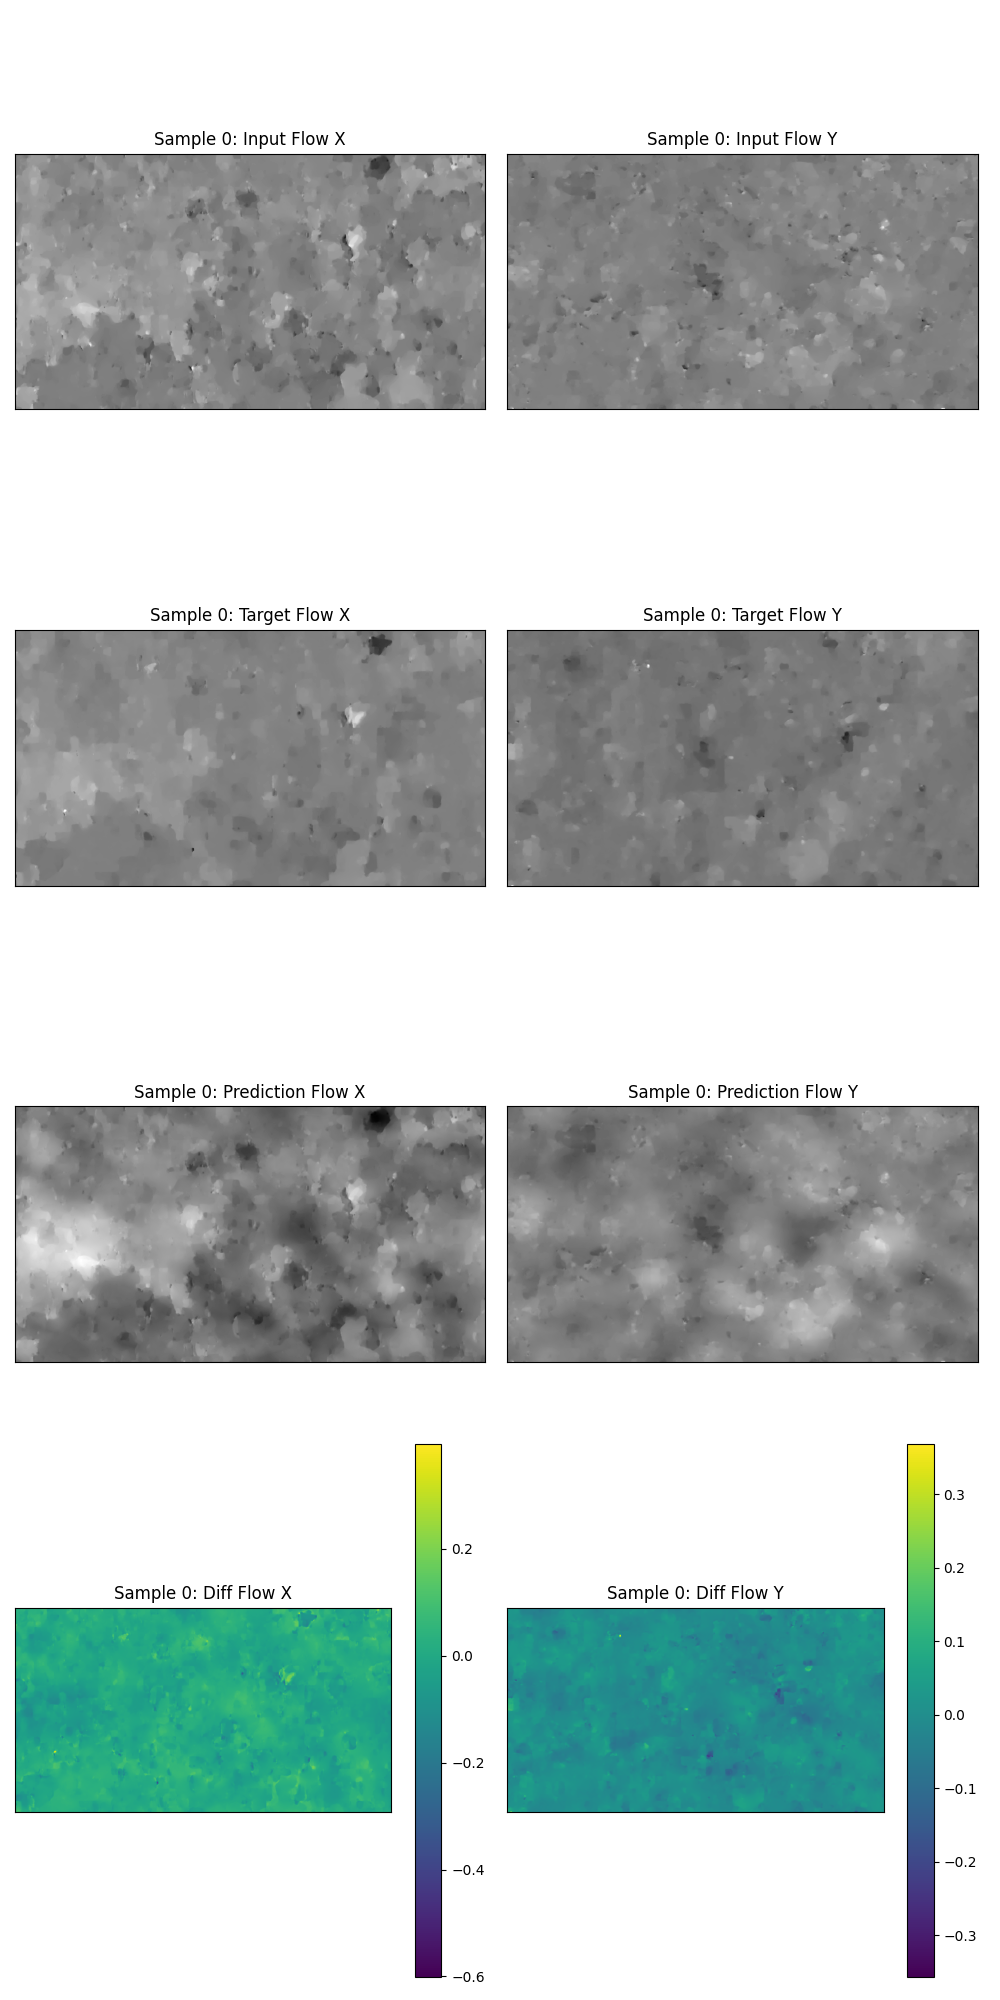 Sample 0: Input Flow X
Sample 0: Input Flow Y
Sample 0: Target Flow X
Sample 0: Target Flow Y
Sample 0: Prediction Flow X
Sample 0: Prediction Flow Y
Sample 0: Diff Flow X
0.2
0.0
−0.2
−0.4
−0.6
Sample 0: Diff Flow Y
0.3
0.2
0.1
0.0
−0.1
−0.2
−0.3